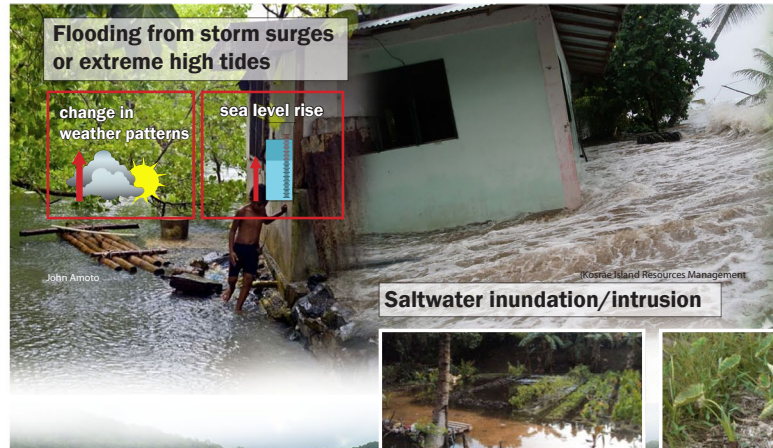 Flooding from storm surges
or extreme high tides
change in
weather patterns
sea level rise
John Amoto
(Kosrae Island Resources Management
Saltwater inundation/intrusion